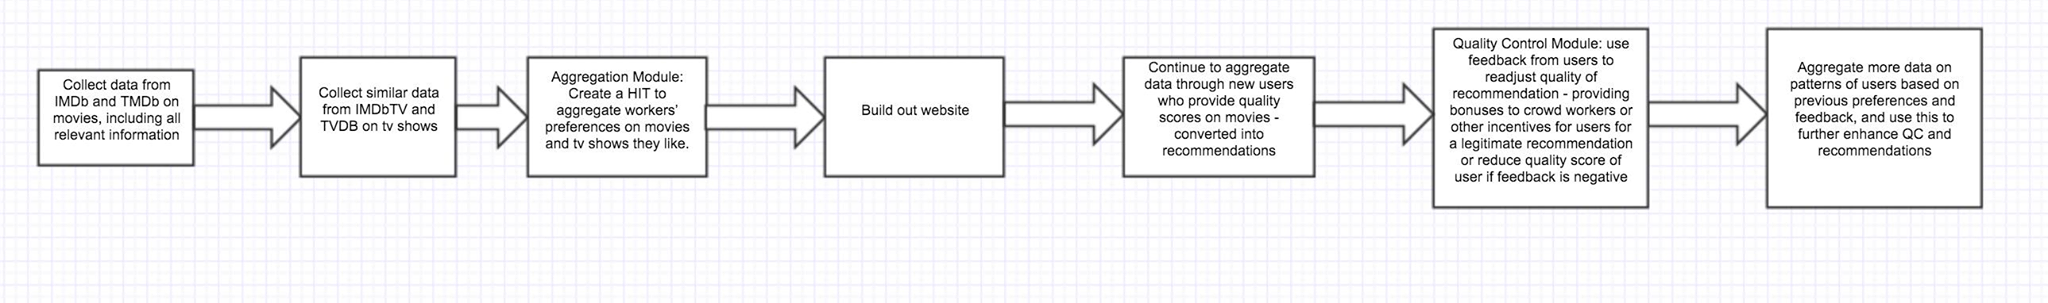 Collect data from
IMDb and TMDb on
movies, including all
relevant information
Collect similar data
from IMDbTV and
TVDB on tv shows
Aggregation Module:
Create a HIT to
aggregate workers'
preferences on movies
and tv shows they like.
Build out website
Continue to aggregate
data through new users
who provide quality
scores on movies -
converted into
recommendations
Quality Control Module: use
feedback from users to
readjust quality of
recommendation - providing
bonuses to crowd workers or
other incentives for users for
a legitimate recommendation
or reduce quality score of
user if feedback is negative
Aggregate more data on
patterns of users based on
previous preferences and
feedback, and use this to
further enhance QC and
recommendations